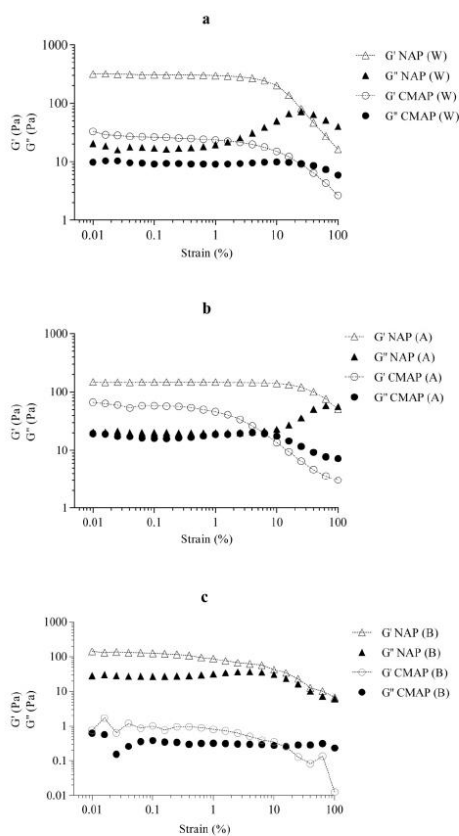 a
1000
100
10
1
G' (Pa)
G" (Pa)
0.01
0.1
1
10
100
Strain (%)
G' NAP (W)
G" NAP (W)
G' CMAP (W)
G" CMAP (W)
b
1000
100
10
1
G' (Pa)
G" (Pa)
0.01
0.1
1
10
100
Strain (%)
G' NAP (A)
G" NAP (A)
G' CMAP (A)
G" CMAP (A)
c
1000
100
10
1
0.1
0.01
G' (Pa)
G" (Pa)
0.01
0.1
1
10
100
Strain (%)
G' NAP (B)
G" NAP (B)
G' CMAP (B)
G" CMAP (B)